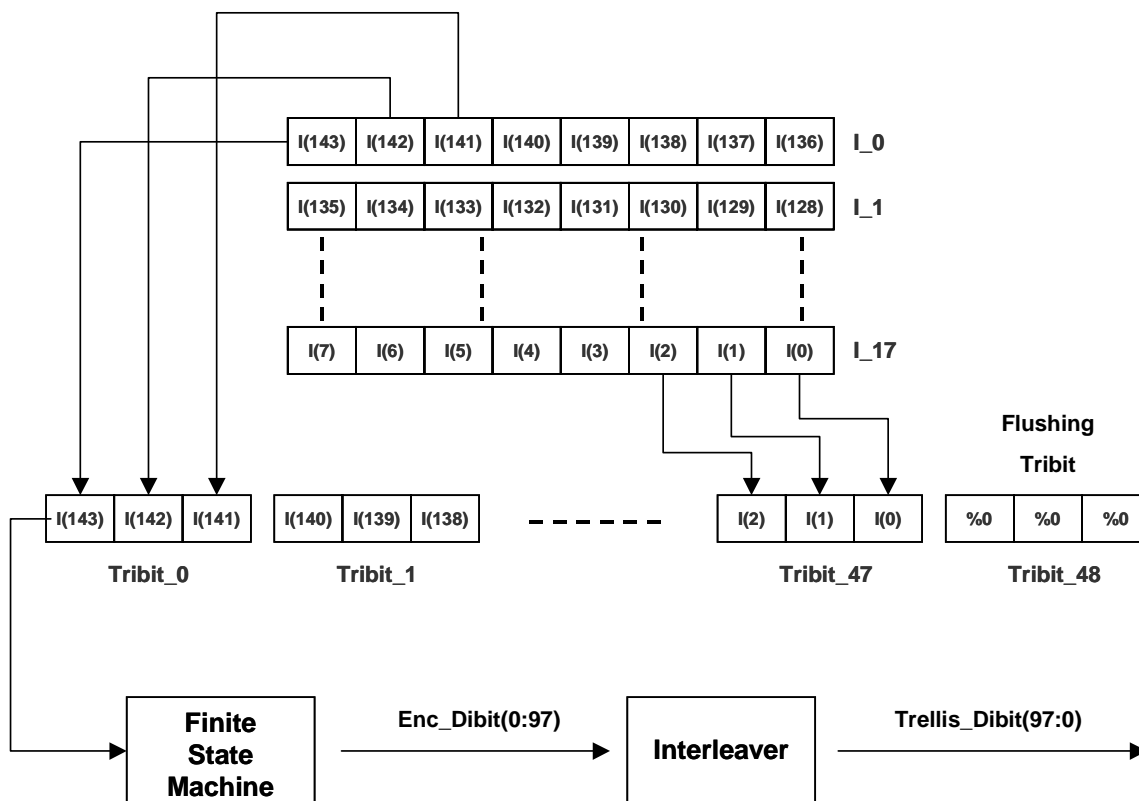 I(143) I(142) I(141) I(140) I(139) I(138) I(137) I(136) I_0
I(135) I(134) I(133) I(132) I(131) I(130) I(129) I(128) I_1
I(7) I(6) I(5) I(4) I(3) I(2) I(1) I(0) I_17
Flushing
Tribit
I(143) I(142) I(141) I(140) I(139) I(138) I(2) I(1) I(0) %0 %0 %0
Tribit_0 Tribit_1 Tribit_47 Tribit_48
Finite
State
Machine
Enc_Dibit(0:97)
Interleaver
Trellis_Dibit(97:0)